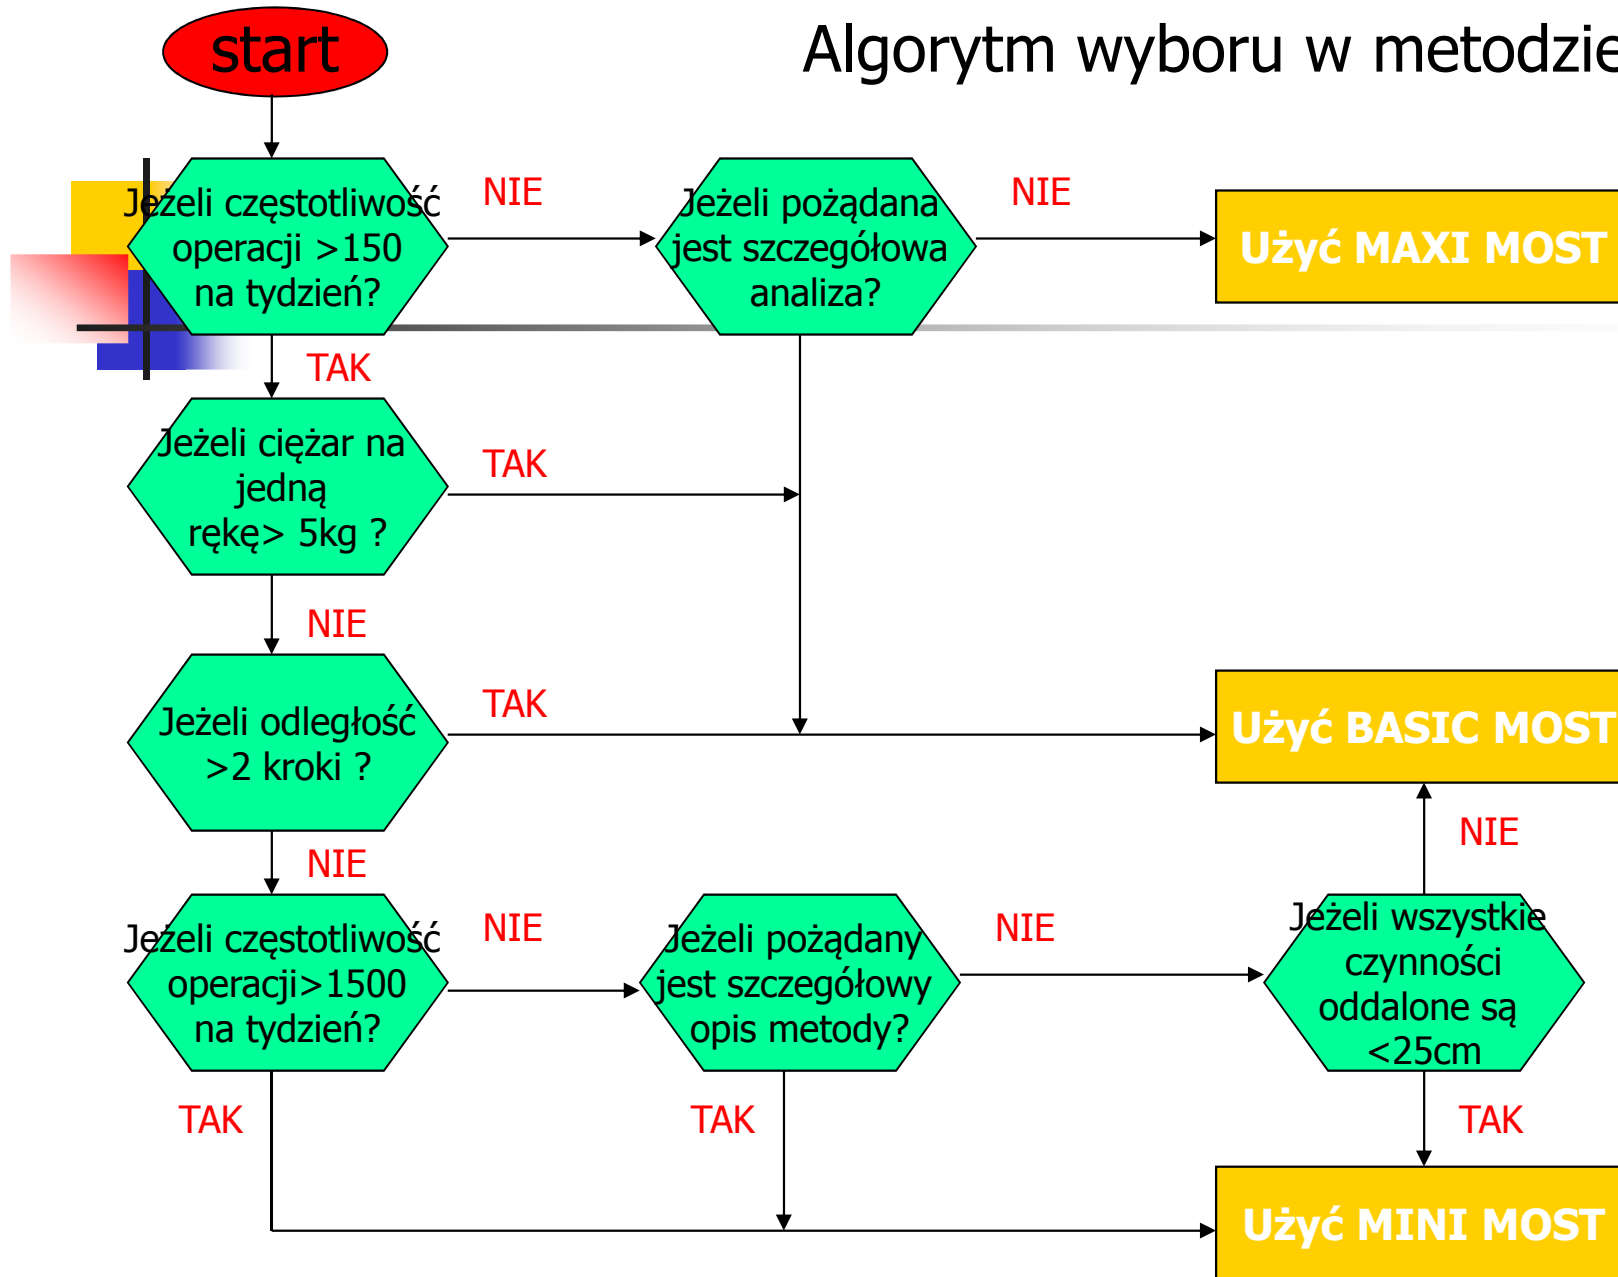 start
Algorytm wyboru w metodzie
Jeżeli częstotliwość
operacji >150
na tydzień?
NIE
Jeżeli pożądana
jest szczegółowa
analiza?
NIE
Użyć MAXI MOST
TAK
Jeżeli ciężar na
jedną
rękę> 5kg ?
TAK
NIE
Jeżeli odległość
>2 kroki ?
TAK
Użyć BASIC MOST
NIE
NIE
Jeżeli częstotliwość
operacji>1500
na tydzień?
NIE
Jeżeli pożądany
jest szczegółowy
opis metody?
NIE
Jeżeli wszystkie
czynności
oddalone są
<25cm
TAK
TAK
TAK
Użyć MINI MOST